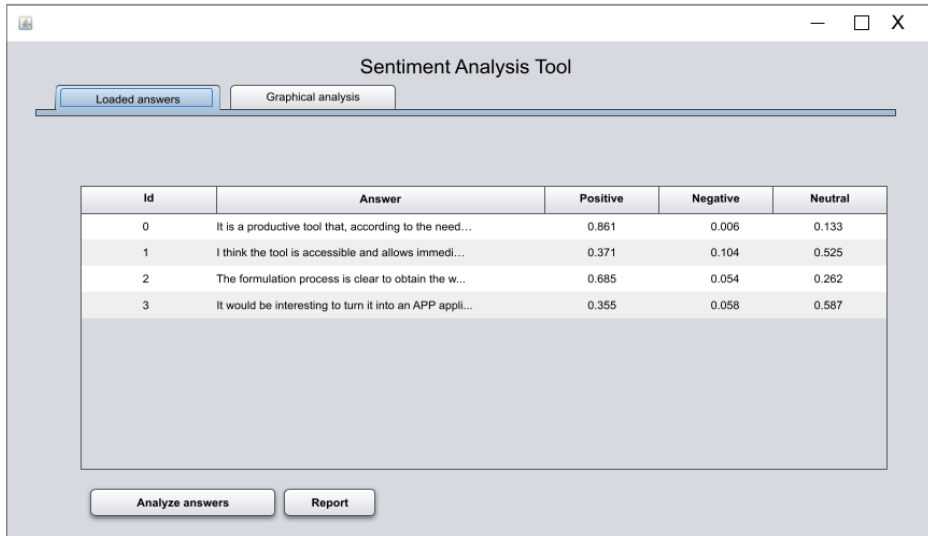 X
Sentiment Analysis Tool
Loaded answers Graphical analysis
Id Answer Positive Negative Neutral
0 It is a productive tool that, according to the need... 0.861 0.006 0.133
1 I think the tool is accessible and allows immedi... 0.371 0.104 0.525
2 The formulation process is clear to obtain the w... 0.685 0.054 0.262
3 It would be interesting to turn it into an APP appli... 0.355 0.058 0.587
Analyze answers Report